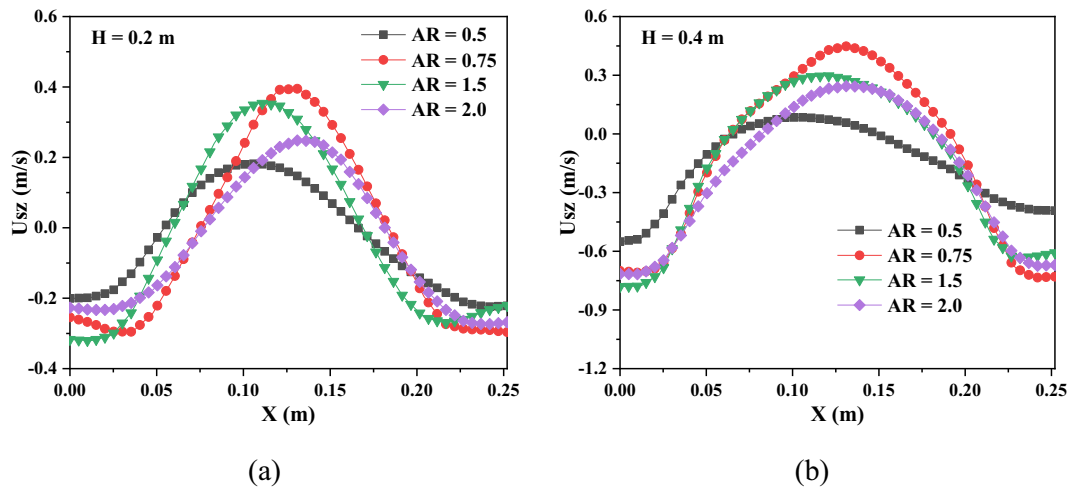 H = 0.2 m
AR = 0.5
AR = 0.75
AR = 1.5
AR = 2.0
0.6
0.4
0.2
0.0
-0.2
-0.4
Usz (m/s)
0.00
0.05
0.10
0.15
0.20
0.25
X (m)
(a)
H = 0.4 m
0.6
0.3
0.0
-0.3
-0.6
-0.9
-1.2
Usz (m/s)
AR = 0.5
AR = 0.75
AR = 1.5
AR = 2.0
0.00
0.05
0.10
0.15
0.20
0.25
X (m)
(b)